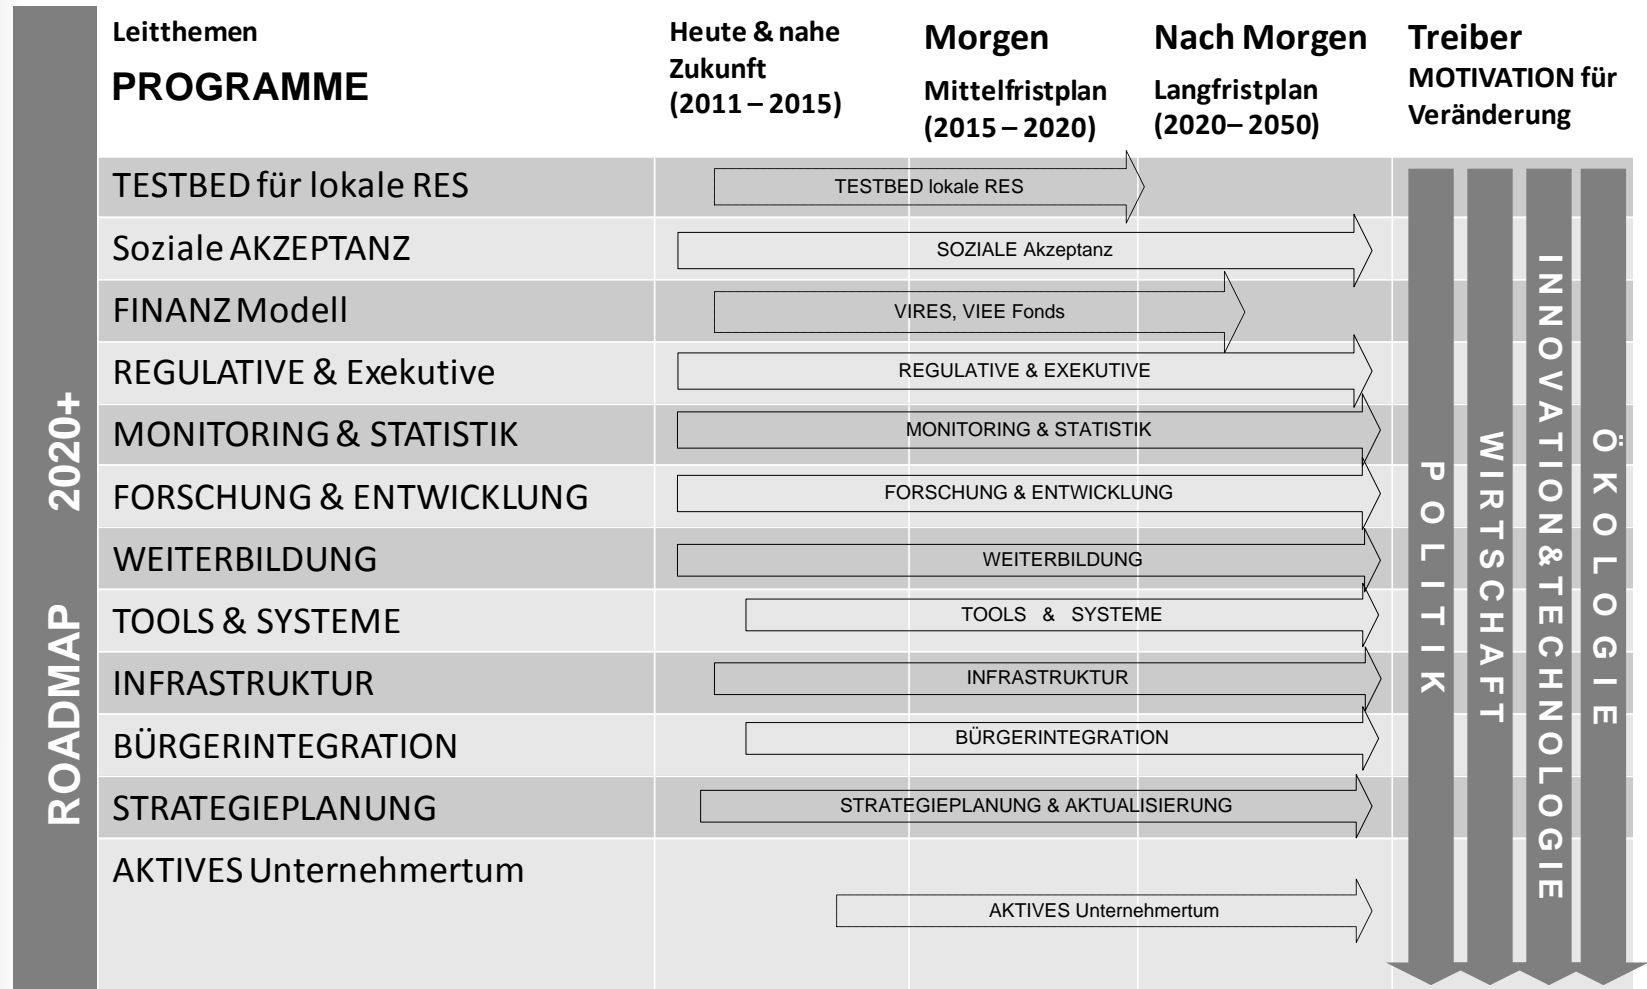 Leitthemen
PROGRAMME
Heute & nahe
Zukunft
(2011 – 2015)
Morgen
Mittelfristplan
(2015 – 2020)
Nach Morgen
Langfristplan
(2020– 2050)
Treiber
MOTIVATION für
Veränderung
ROADMAP 2020+
TESTBED für lokale RES
TESTBED lokale RES
Soziale AKZEPTANZ
SOZIALE Akzeptanz
FINANZ Modell
VIRES, VIEE Fonds
REGULATIVE & Exekutive
REGULATIVE & EXEKUTIVE
MONITORING & STATISTIK
MONITORING & STATISTIK
FORSCHUNG & ENTWICKLUNG
FORSCHUNG & ENTWICKLUNG
WEITERBILDUNG
WEITERBILDUNG
TOOLS & SYSTEME
TOOLS & SYSTEME
INFRASTRUKTUR
INFRASTRUKTUR
BÜRGERINTEGRATION
BÜRGERINTEGRATION
STRATEGIEPLANUNG
STRATEGIEPLANUNG & AKTUALISIERUNG
AKTIVES Unternehmertum
AKTIVES Unternehmertum
POLITIK
WIRTSCHAFT
INNOVATION&TECHNOLOGIE
ÖKOLOGIE